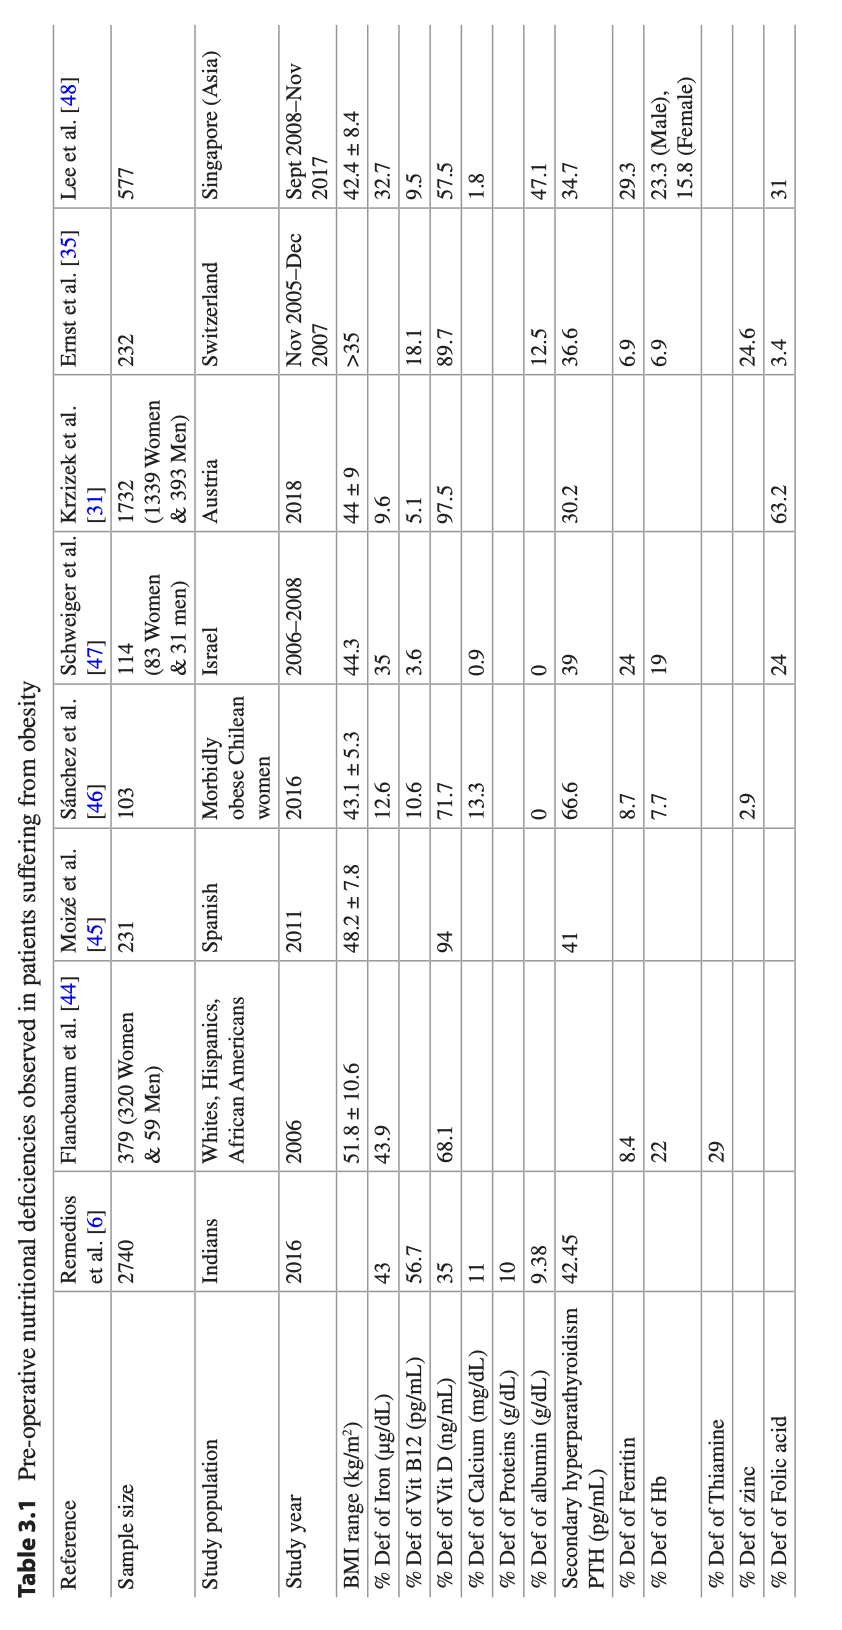 Table 3.1 Pre-operative nutritional deficiencies observed in patients suffering from obesity
Reference Remedios Flancbaum et al. [44] Moizé et al. Sánchez et al. Schweiger et al. Krzizek et al. Ernst et al. [35] Lee et al. [48]
et al. [6] [45] [46] [47] [31]
Sample size 2740 379 (320 Women 231 103 114 1732 232 577
& 59 Men) (83 Women (1339 Women
& 31 men) & 393 Men)
Study population Indians Whites, Hispanics, Spanish Morbidly Israel Austria Switzerland Singapore (Asia)
African Americans obese Chilean
women
Study year 2016 2006 2011 2016 2006–2008 2018 Nov 2005–Dec Sept 2008–Nov
2007 2017
BMI range (kg/m²) 51.8 ± 10.6 48.2 ± 7.8 43.1 ± 5.3 44.3 44 ± 9 >35 42.4 ± 8.4
% Def of Iron (μg/dL) 43 43.9 12.6 35 9.6 32.7
% Def of Vit B12 (pg/mL) 56.7 10.6 3.6 5.1 18.1 9.5
% Def of Vit D (ng/mL) 35 68.1 94 71.7 97.5 89.7 57.5
% Def of Calcium (mg/dL) 11 13.3 0.9 1.8
% Def of Proteins (g/dL) 10
% Def of albumin (g/dL) 9.38 0 0 12.5 47.1
Secondary hyperparathyroidism 42.45 41 66.6 39 30.2 36.6 34.7
PTH (pg/mL)
% Def of Ferritin 8.4 8.7 24 6.9 29.3
% Def of Hb 22 7.7 19 6.9 23.3 (Male),
15.8 (Female)
% Def of Thiamine 29
% Def of zinc 2.9 24.6
% Def of Folic acid 24 63.2 3.4 31